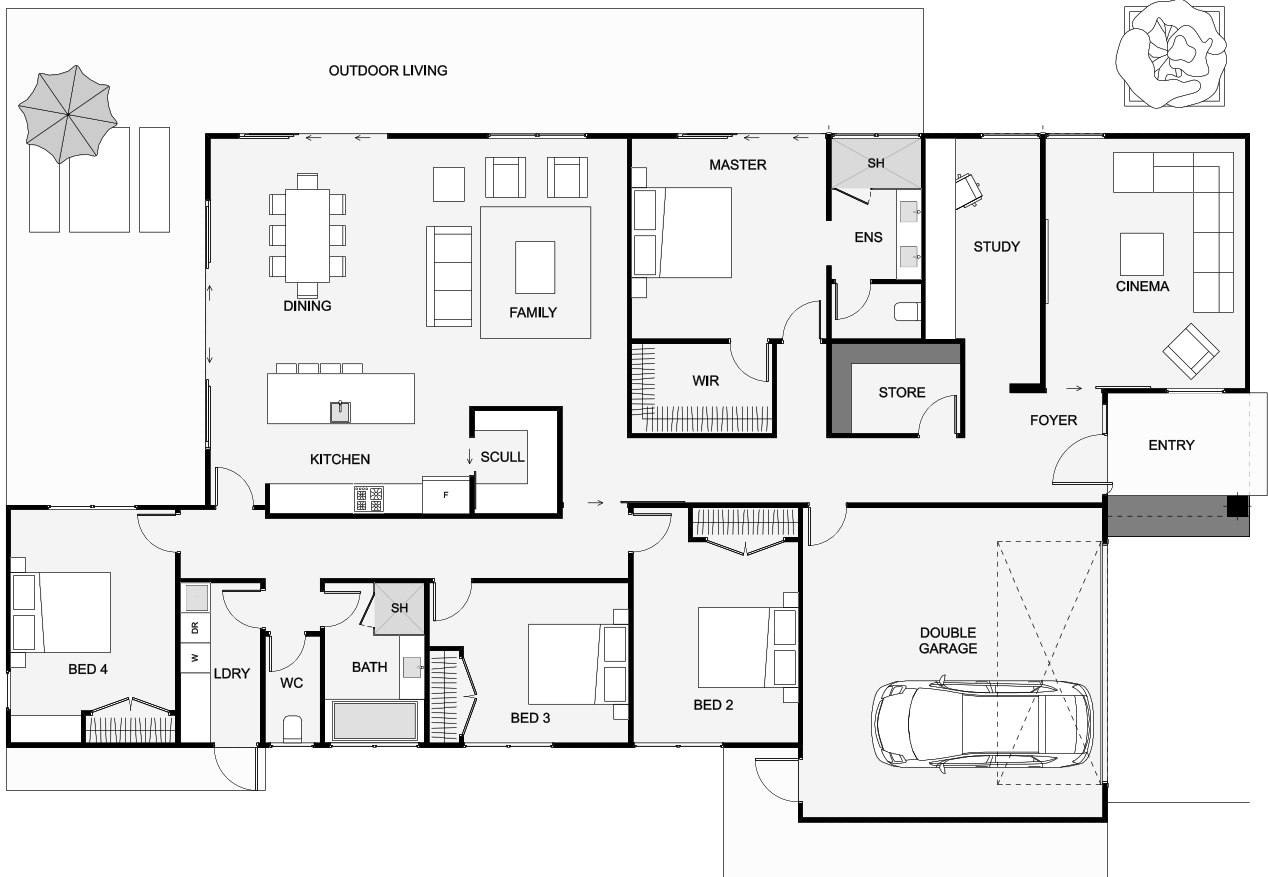 OUTDOOR LIVING
MASTER
SH
ENS
STUDY
CINEMA
DINING
FAMILY
WIR
STORE
FOYER
ENTRY
KITCHEN
SCULL
F
SH
DR
W
BED 4
LDRY
WC
BATH
BED 3
BED 2
DOUBLE
GARAGE